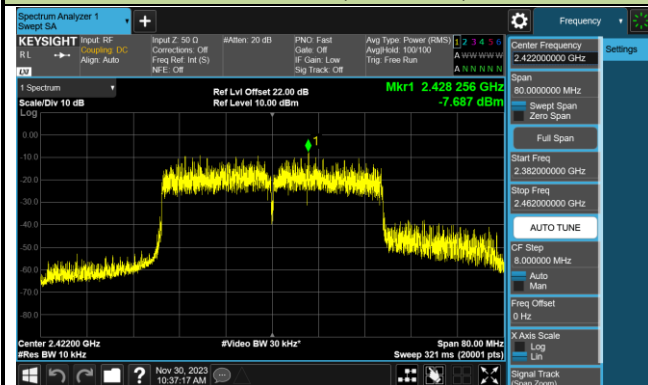 Spectrum Analyzer 1
Swept SA
+
Frequency
KEYSIGHT
RL
LXI
Input: RF
Coupling: DC
Align: Auto
Input Z: 50 Ω
Corrections: Off
Freq Ref: Int (S)
NFE: Off
#Atten: 20 dB
PNO: Fast
Gate: Off
IF Gain: Low
Sig Track: Off
Avg Type: Power (RMS)
Avg|Hold: 100/100
Trig: Free Run
1 2 3 4 5 6
A W W W W W
A N N N N N
1 Spectrum
Scale/Div 10 dB
Ref Lvl Offset 22.00 dB
Ref Level 10.00 dBm
Mkr1 2.428 256 GHz
-7.687 dBm
Log
0.00
-10.0
-20.0
-30.0
-40.0
-50.0
-60.0
-70.0
-80.0
1
Center 2.42200 GHz
#Res BW 10 kHz
#Video BW 30 kHz*
Span 80.00 MHz
Sweep 321 ms (20001 pts)
Nov 30, 2023
10:37:17 AM
?
Center Frequency
2.422000000 GHz
Settings
Span
80.0000000 MHz
Swept Span
Zero Span
Full Span
Start Freq
2.382000000 GHz
Stop Freq
2.462000000 GHz
AUTO TUNE
CF Step
8.000000 MHz
Auto
Man
Freq Offset
0 Hz
X Axis Scale
Log
Lin
Signal Track
(Span Zoom)